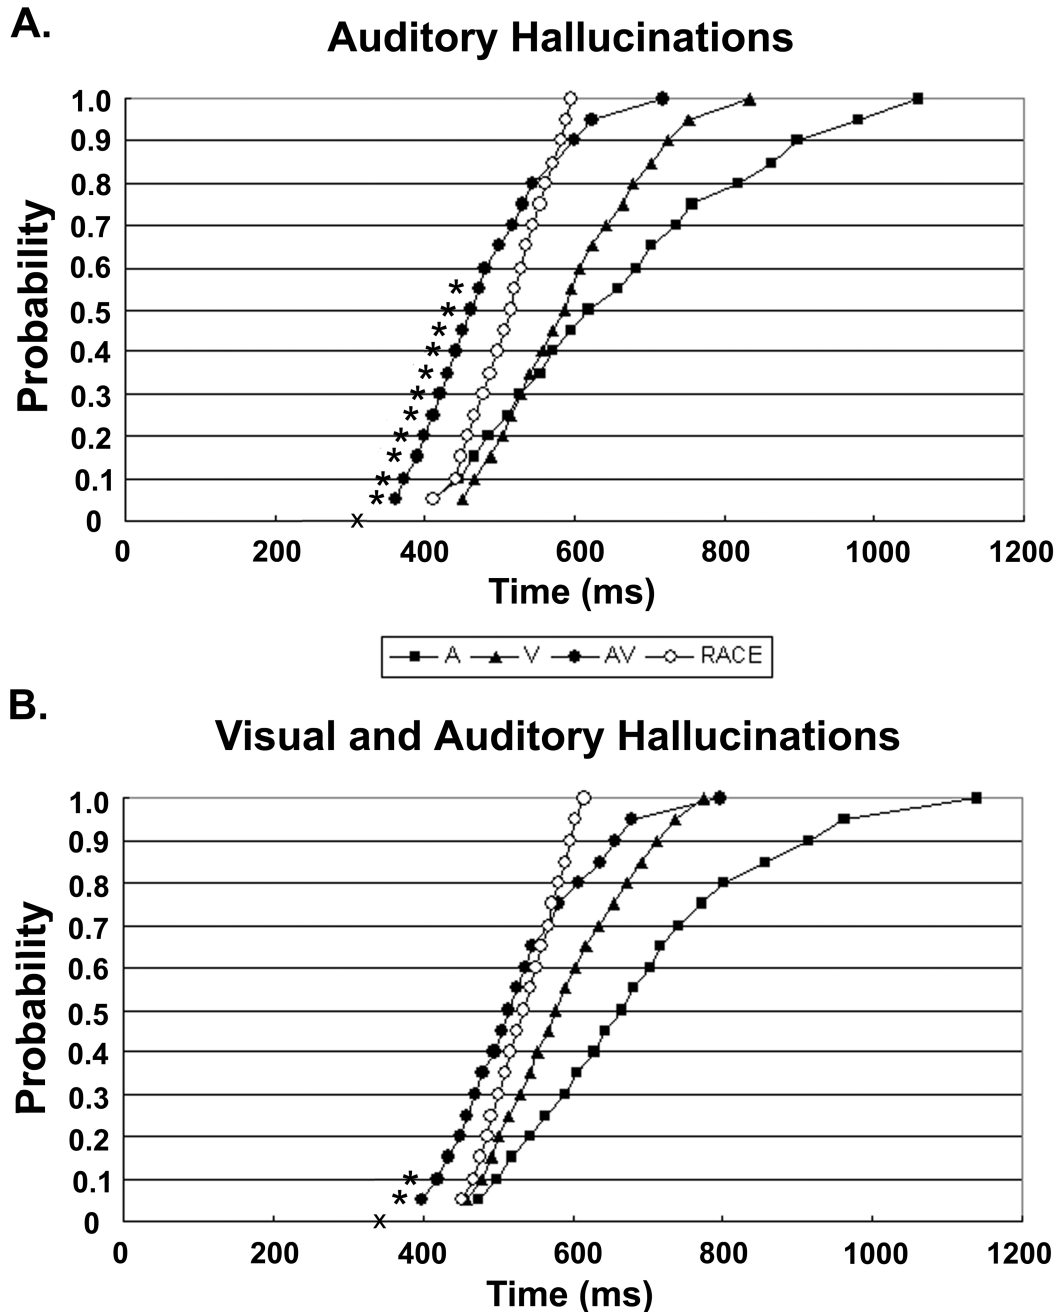 A.
Auditory Hallucinations
1.0
0.9
0.8
0.7
0.6
0.5
0.4
0.3
0.2
0.1
0
Probability
*
*
*
*
*
*
*
*
*
*
*
x
0 200 400 600 800 1000 1200
Time (ms)
A V AV RACE
B.
Visual and Auditory Hallucinations
1.0
0.9
0.8
0.7
0.6
0.5
0.4
0.3
0.2
0.1
0
Probability
*
*
x
0 200 400 600 800 1000 1200
Time (ms)